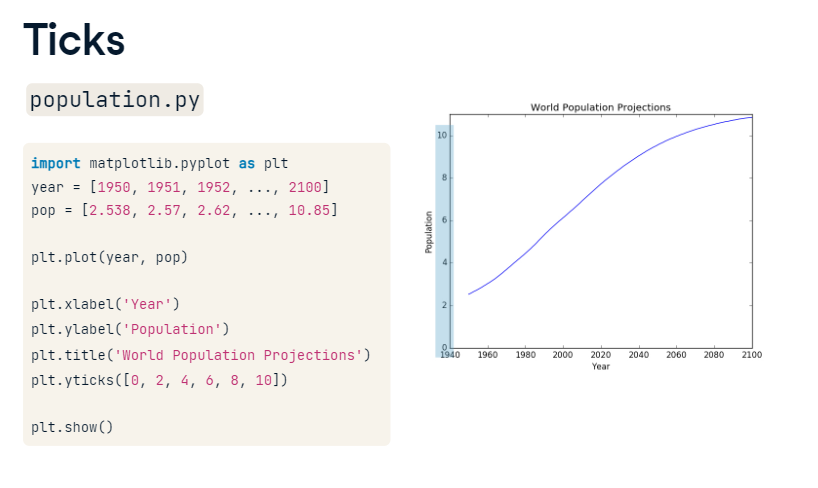 Ticks
population.py
import matplotlib.pyplot as plt
year = [1950, 1951, 1952, ..., 2100]
pop = [2.538, 2.57, 2.62, ..., 10.85]
plt.plot(year, pop)
plt.xlabel('Year')
plt.ylabel('Population')
plt.title('World Population Projections')
plt.yticks([0, 2, 4, 6, 8, 10])
plt.show()
World Population Projections
Population
10
8
6
4
2
0
1940 1960 1980 2000 2020 2040 2060 2080 2100
Year